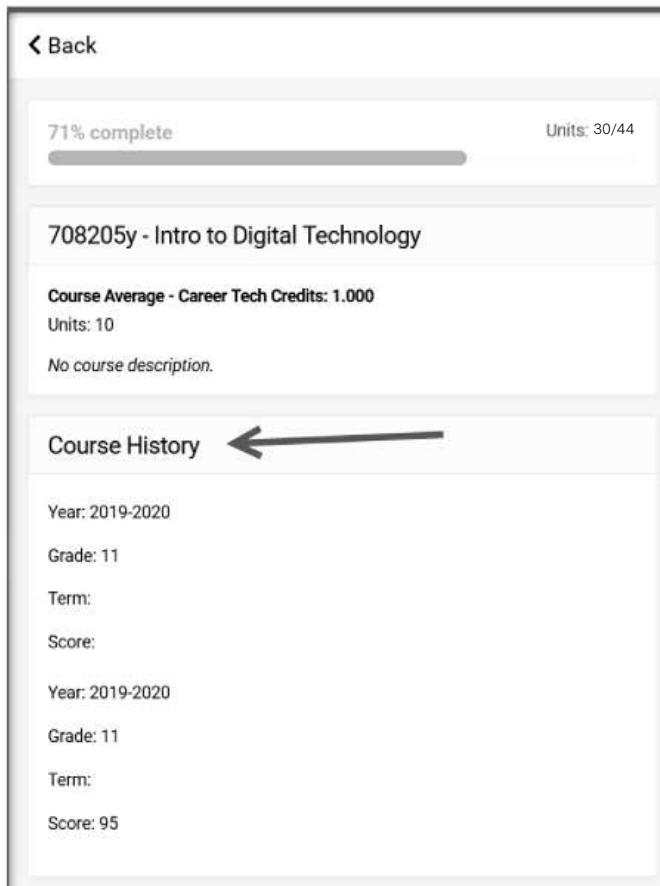 Back
71% complete
Units: 30/44
708205y - Intro to Digital Technology
Course Average - Career Tech Credits: 1.000
Units: 10
No course description.
Course History
Year: 2019-2020
Grade: 11
Term:
Score:
Year: 2019-2020
Grade: 11
Term:
Score: 95